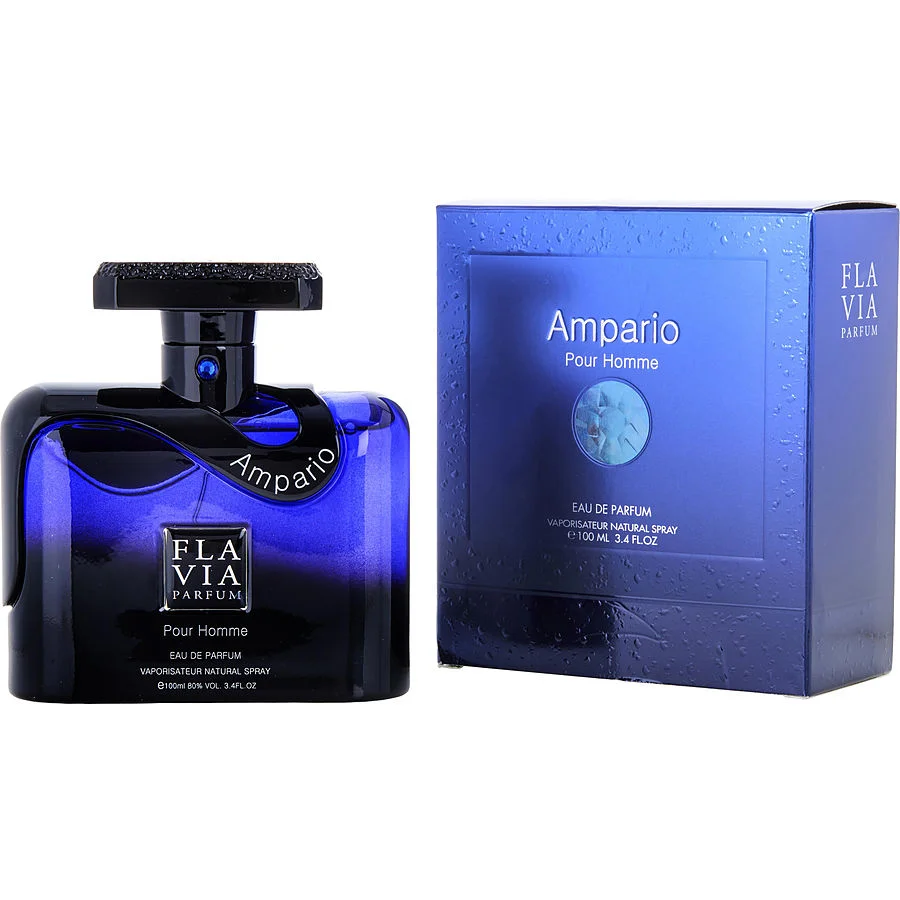 Ampario
FLA
VIA
PARFUM
Pour Homme
EAU DE PARFUM
VAPORISATEUR NATURAL SPRAY
℮100ml 80% VOL. 3.4FL.OZ
Ampario
Pour Homme
EAU DE PARFUM
VAPORISATEUR NATURAL SPRAY
℮ 100 ML 3.4 FL.OZ
FLA
VIA
PARFUM